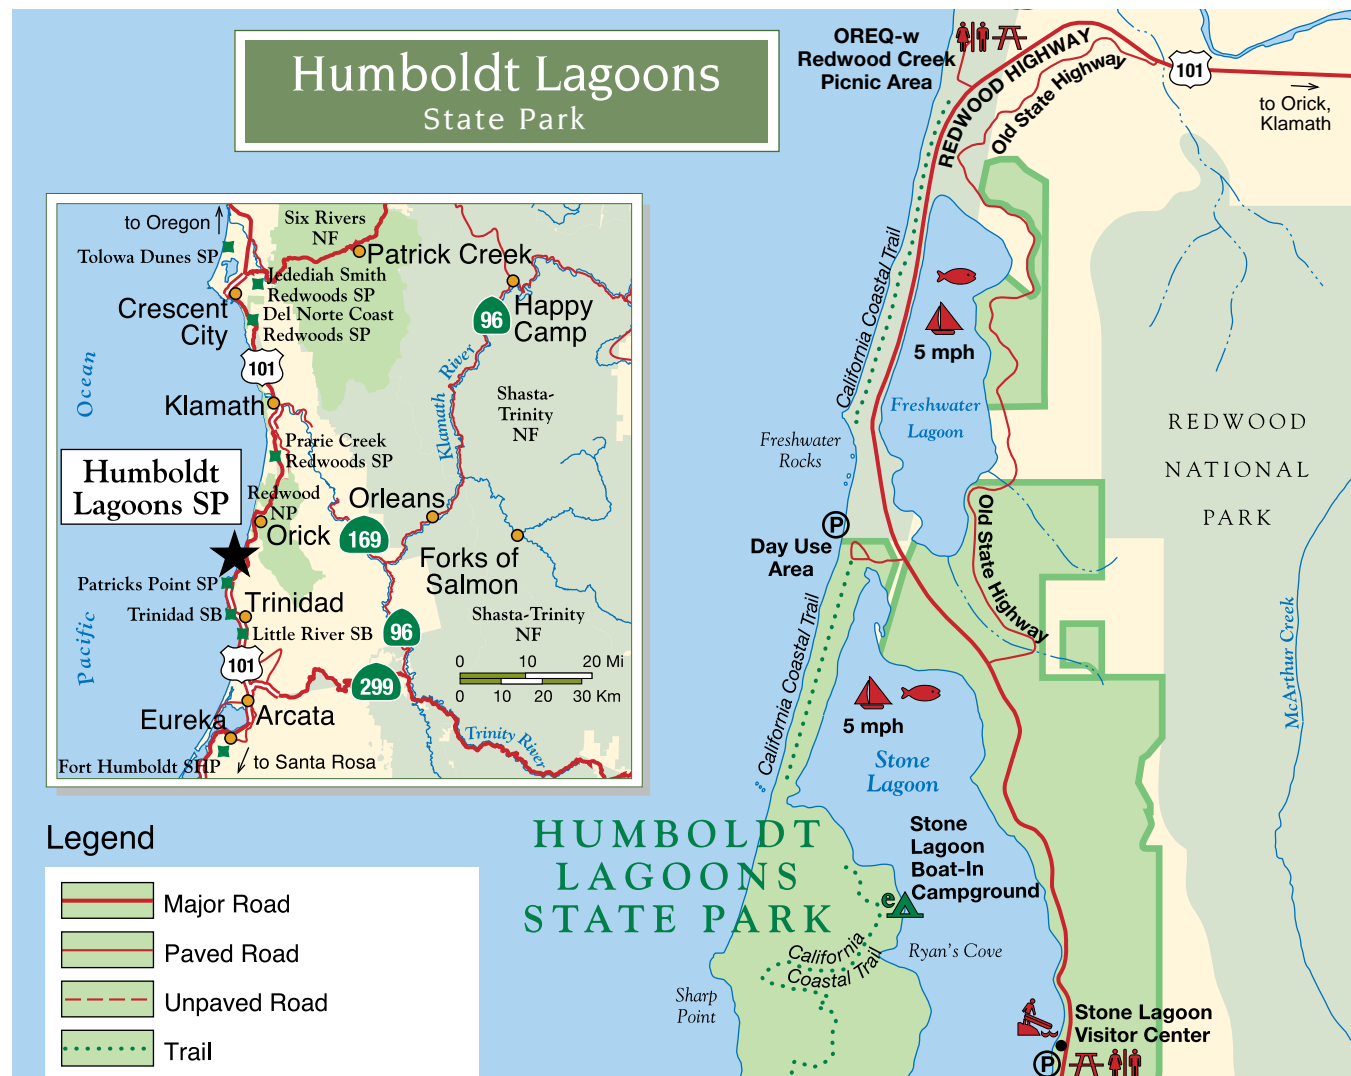 Humboldt Lagoons
State Park
to Oregon
Tolowa Dunes SP
Six Rivers
NF
Patrick Creek
Jedediah Smith
Redwoods SP
Crescent
City
Del Norte Coast
Redwoods SP
96
Happy
Camp
101
Ocean
Klamath
River
Klamath
Shasta-
Trinity
NF
Prarie Creek
Redwoods SP
Humboldt
Lagoons SP
Redwood
NP
Orleans
Orick
169
Forks of
Salmon
Patricks Point SP
Trinidad SB
Trinidad
Little River SB
Shasta-Trinity
NF
96
Pacific
101
0 10 20 Mi
0 10 20 30 Km
299
Eureka
Arcata
Trinity River
Fort Humboldt SHP
to Santa Rosa
Legend
Major Road
Paved Road
Unpaved Road
Trail
OREQ-w
Redwood Creek
Picnic Area
REDWOOD HIGHWAY
Old State Highway
101
to Orick,
Klamath
California Coastal Trail
5 mph
Freshwater
Lagoon
Freshwater
Rocks
REDWOOD
NATIONAL
PARK
P
Day Use
Area
Old State Highway
California Coastal Trail
McArthur Creek
5 mph
Stone
Lagoon
HUMBOLDT
LAGOONS
STATE PARK
Stone
Lagoon
Boat-In
Campground
e
California
Coastal Trail
Ryan's Cove
Sharp
Point
Stone Lagoon
Visitor Center
P